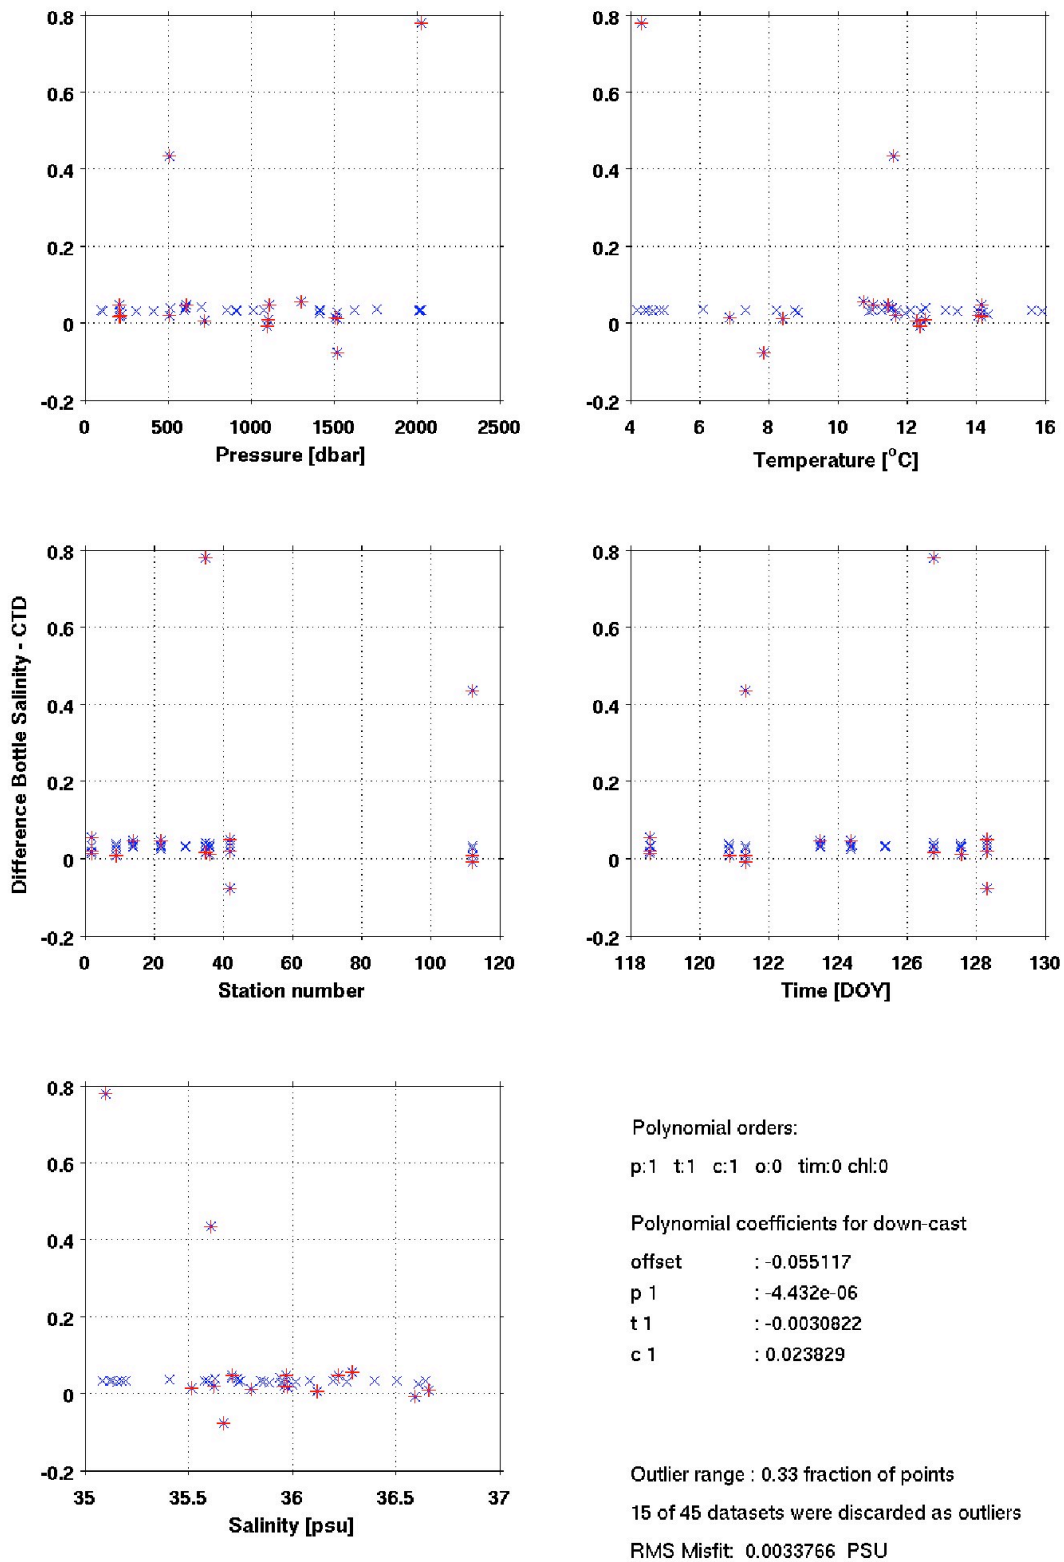 0.8
0.6
0.4
0.2
0
-0.2
0 500 1000 1500 2000 2500
Pressure [dbar]
0.8
0.6
0.4
0.2
0
-0.2
4 6 8 10 12 14 16
Temperature [°C]
Difference Bottle Salinity - CTD
0.8
0.6
0.4
0.2
0
-0.2
0 20 40 60 80 100 120
Station number
0.8
0.6
0.4
0.2
0
-0.2
118 120 122 124 126 128 130
Time [DOY]
0.8
0.6
0.4
0.2
0
-0.2
35 35.5 36 36.5 37
Salinity [psu]
Polynomial orders:
p:1 t:1 c:1 o:0 tim:0 chl:0
Polynomial coefficients for down-cast
offset : -0.055117
p 1 : -4.432e-06
t 1 : -0.0030822
c 1 : 0.023829
Outlier range : 0.33 fraction of points
15 of 45 datasets were discarded as outliers
RMS Misfit: 0.0033766 PSU